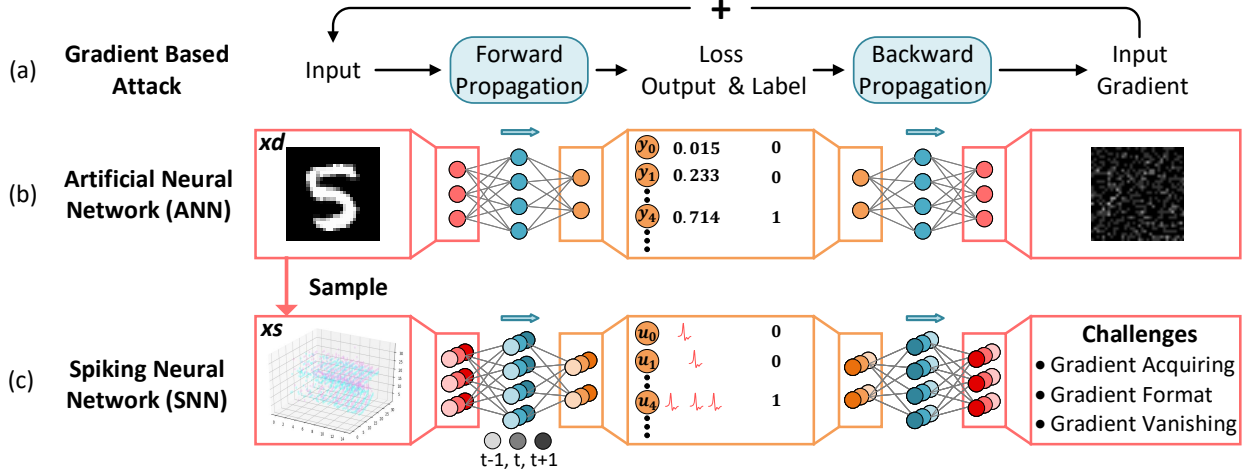 +
(a) Gradient Based Attack
Input
Forward Propagation
Loss
Output & Label
Backward Propagation
Input Gradient
(b) Artificial Neural Network (ANN)
xd
y0 0.015 0
y1 0.233 0
y4 0.714 1
Sample
(c) Spiking Neural Network (SNN)
xs
u0 0
u1 0
u4 1
t-1, t, t+1
Challenges
• Gradient Acquiring
• Gradient Format
• Gradient Vanishing